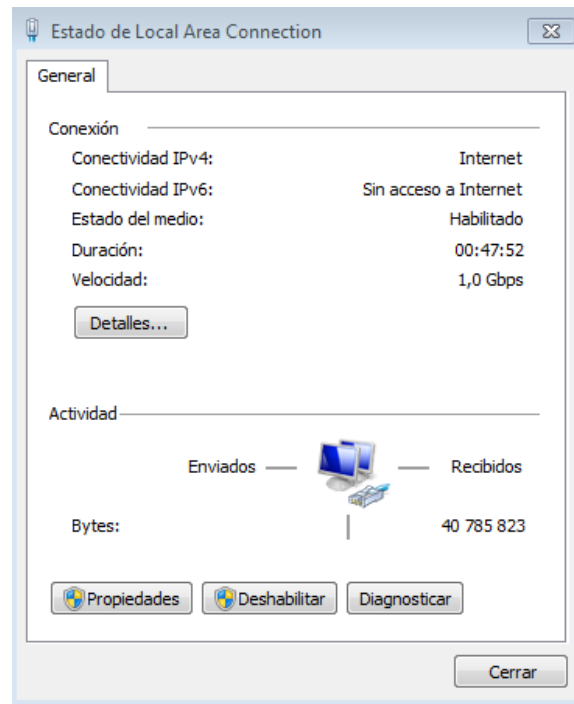 Estado de Local Area Connection
General
Conexión
Conectividad IPv4: Internet
Conectividad IPv6: Sin acceso a Internet
Estado del medio: Habilitado
Duración: 00:47:52
Velocidad: 1,0 Gbps
Detalles...
Actividad
Enviados Recibidos
Bytes: 40 785 823
Propiedades Deshabilitar Diagnosticar
Cerrar